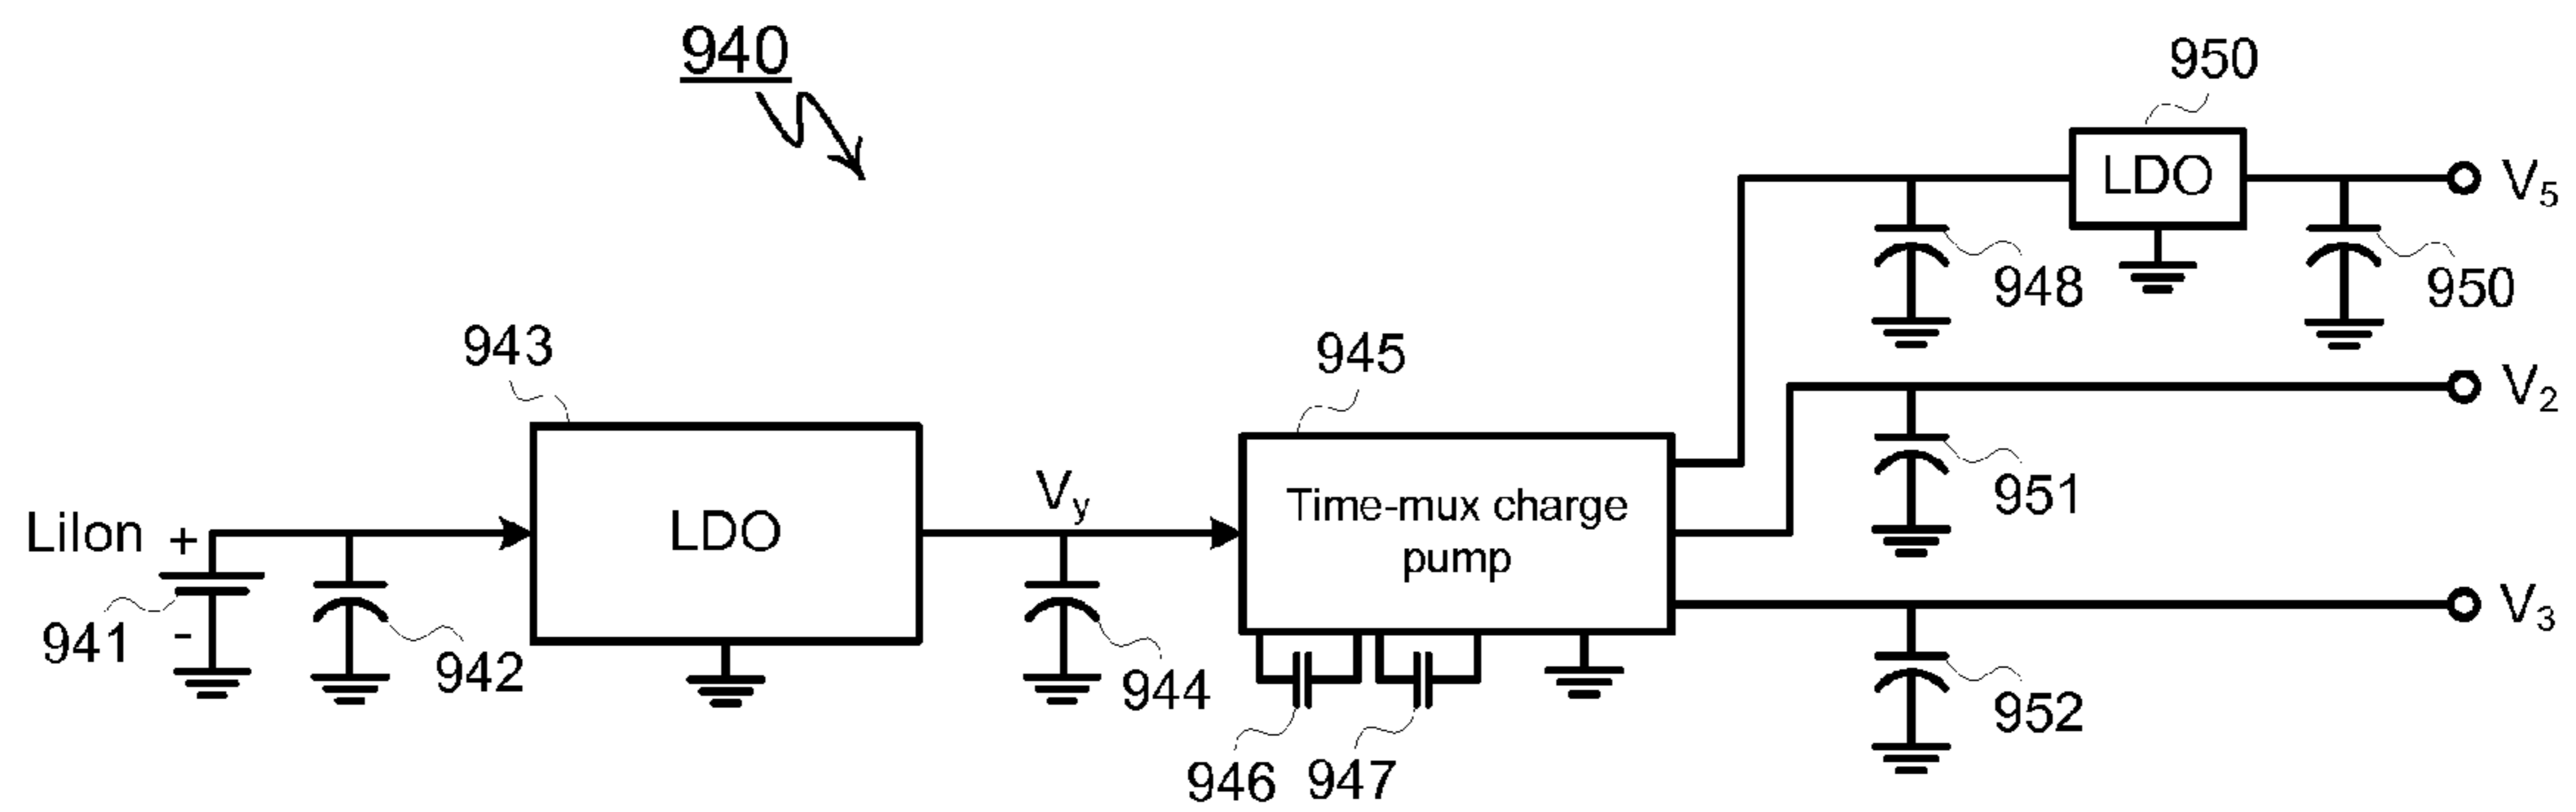 940
950
LDO
V5
948
950
943
945
V2
Vy
951
LiIon +
LDO
Time-mux charge
pump
V3
941
-
942
944
952
946
947